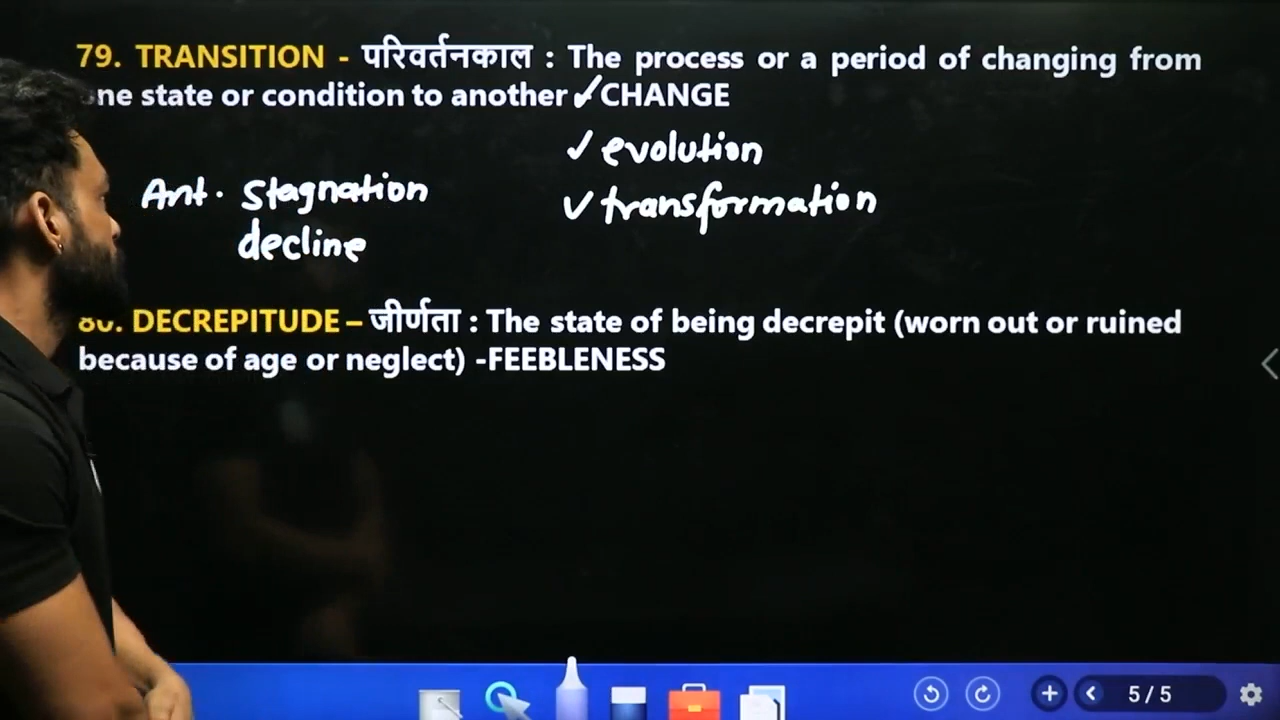 79. TRANSITION - परिवर्तनकाल : The process or a period of changing from
one state or condition to another ✓CHANGE
✓ evolution
Ant. Stagnation
✓ transformation
decline
80. DECREPITUDE – जीर्णता : The state of being decrepit (worn out or ruined
because of age or neglect) -FEEBLENESS
5 / 5